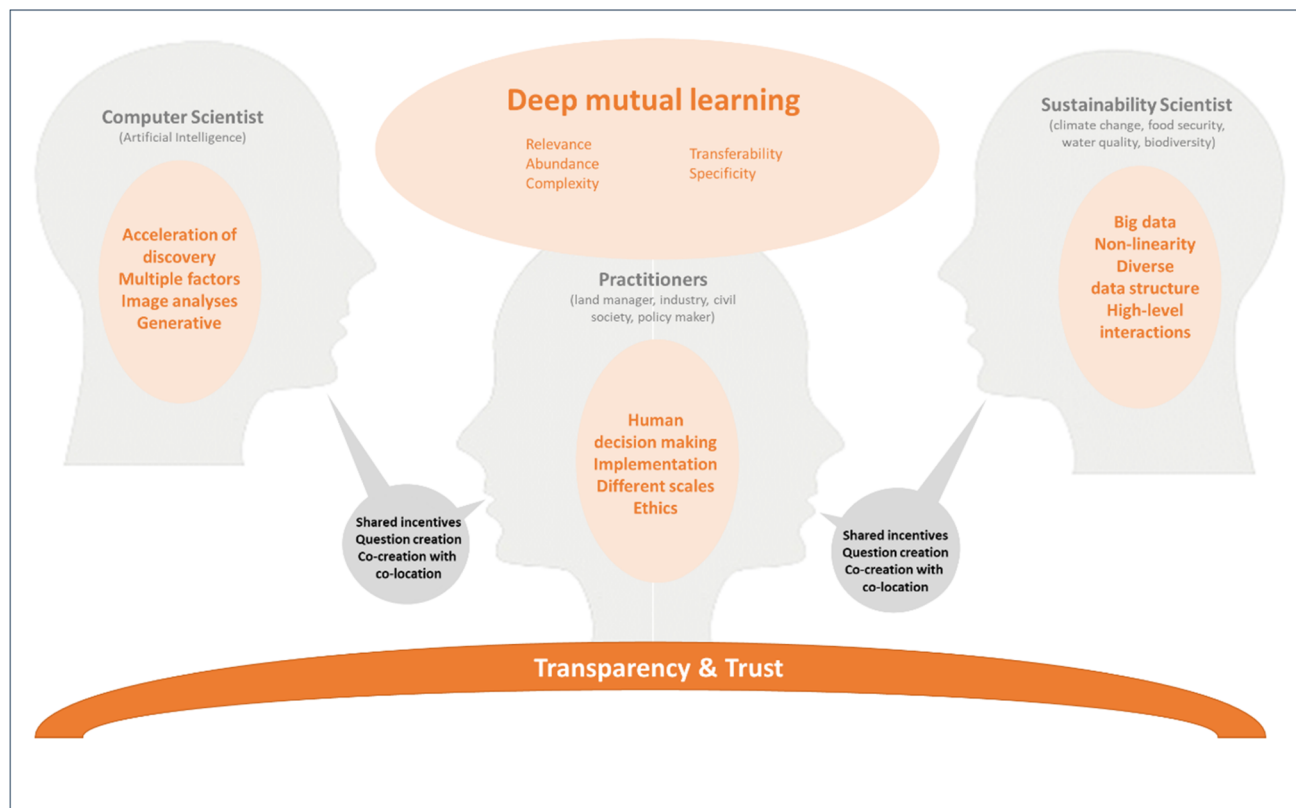 Deep mutual learning
Relevance
Abundance
Complexity
Transferability
Specificity
Computer Scientist
(Artificial Intelligence)
Acceleration of
discovery
Multiple factors
Image analyses
Generative
Practitioners
(land manager, industry, civil
society, policy maker)
Human
decision making
Implementation
Different scales
Ethics
Sustainability Scientist
(climate change, food security,
water quality, biodiversity)
Big data
Non-linearity
Diverse
data structure
High-level
interactions
Shared incentives
Question creation
Co-creation with
co-location
Shared incentives
Question creation
Co-creation with
co-location
Transparency & Trust